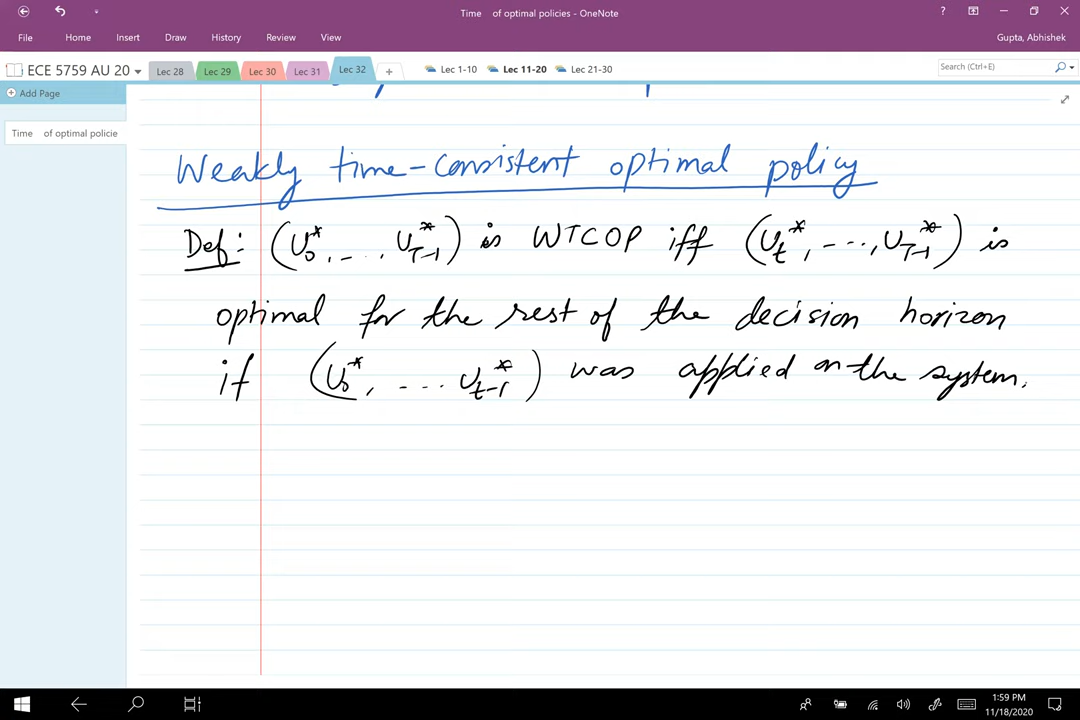 Time of optimal policies - OneNote
?
File
Home
Insert
Draw
History
Review
View
Gupta, Abhishek
ECE 5759 AU 20
Lec 28
Lec 29
Lec 30
Lec 31
Lec 32
Lec 1-10
Lec 11-20
Lec 21-30
Search (Ctrl+E)
Add Page
Time of optimal policie
Weakly time-consistent optimal policy
Def: (U₀*, ..., U_{T-1}*) is WTCOP iff (U_t*, ..., U_{T-1}*) is
optimal for the rest of the decision horizon
if (U₀*, ... U_{t-1}*) was applied on the system.
1:59 PM
11/18/2020